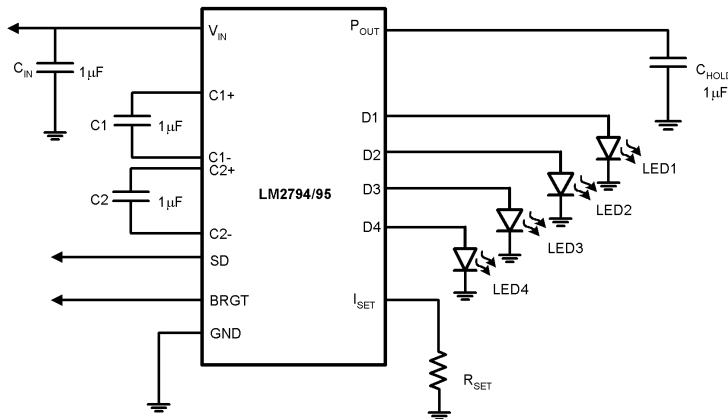 VIN
POUT
CIN
1μF
CHOLD
1μF
C1+
C1
1μF
D1
C1-
C2+
D2
LED1
C2
1μF
LM2794/95
D3
LED2
C2-
D4
LED3
SD
LED4
BRGT
ISET
GND
RSET